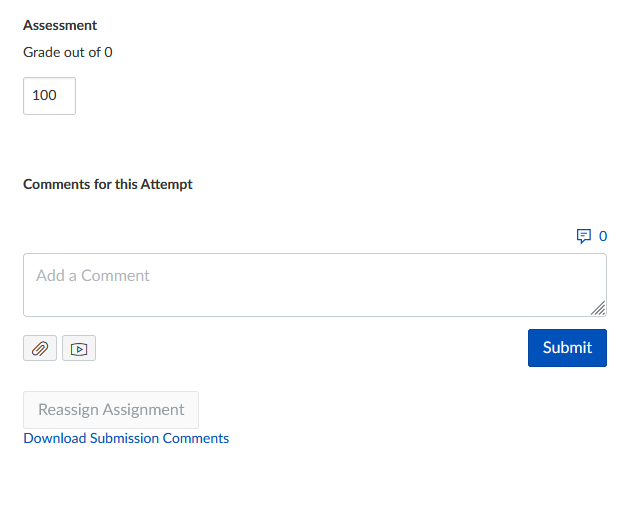 Assessment
Grade out of 0
100
Comments for this Attempt
0
Add a Comment
Submit
Reassign Assignment
Download Submission Comments